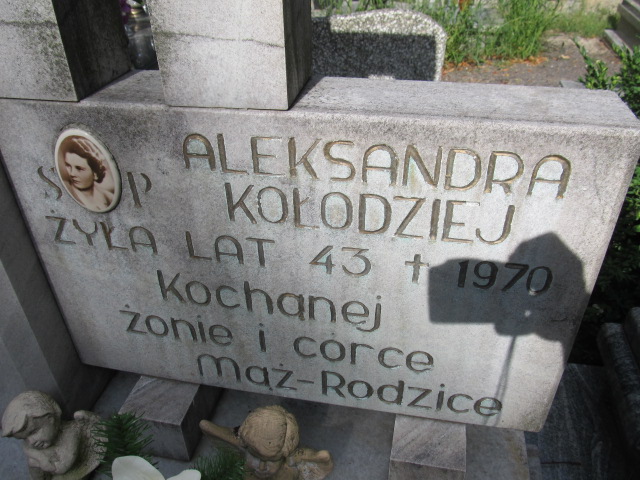 ALEKSANDRA
Ś P KOŁODZIEJ
ŻYŁA LAT 43 + 1970
Kochanej
żonie i córce
Mąż-Rodzice